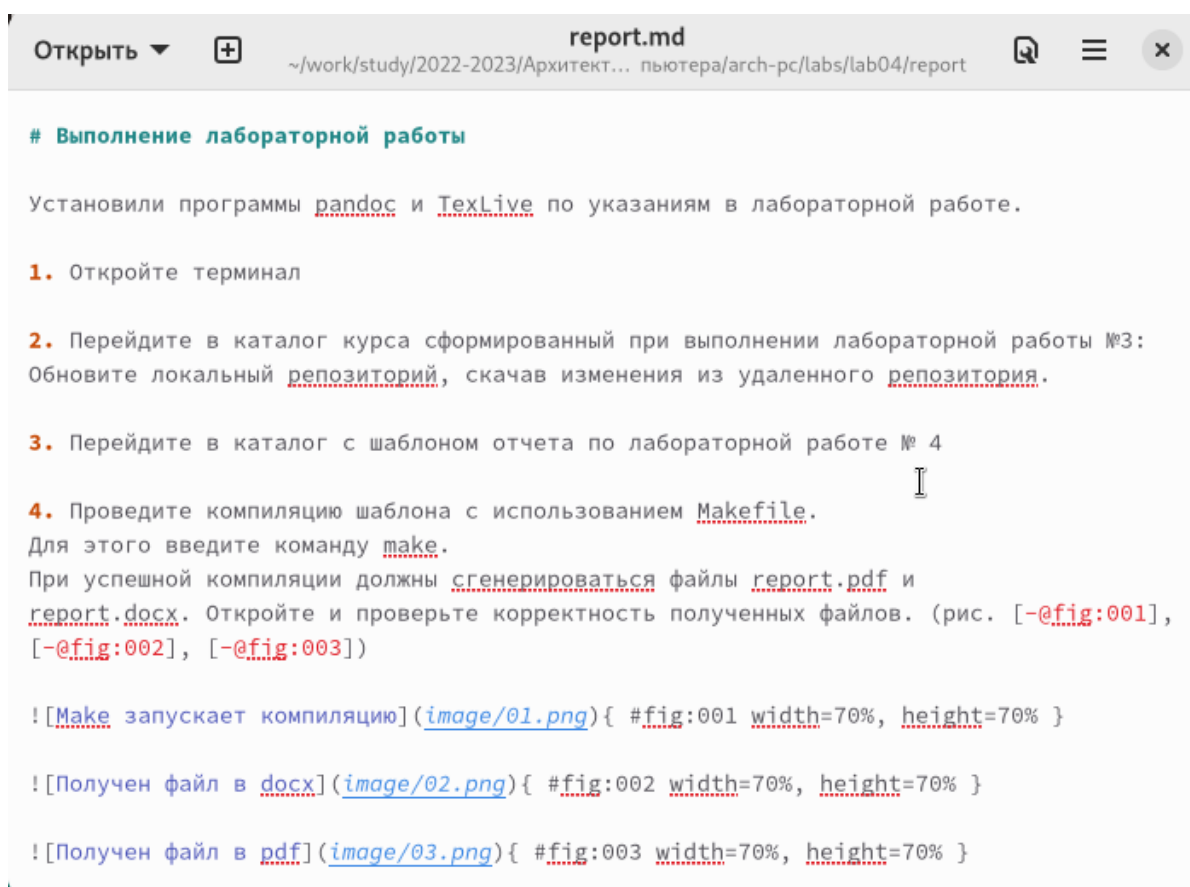 Открыть
report.md
~/work/study/2022-2023/Архитект… пьютера/arch-pc/labs/lab04/report
# Выполнение лабораторной работы
Установили программы pandoc и TexLive по указаниям в лабораторной работе.
1. Откройте терминал
2. Перейдите в каталог курса сформированный при выполнении лабораторной работы №3:
Обновите локальный репозиторий, скачав изменения из удаленного репозитория.
3. Перейдите в каталог с шаблоном отчета по лабораторной работе № 4
4. Проведите компиляцию шаблона с использованием Makefile.
Для этого введите команду make.
При успешной компиляции должны сгенерироваться файлы report.pdf и
report.docx. Откройте и проверьте корректность полученных файлов. (рис. [-@fig:001],
[-@fig:002], [-@fig:003])
![Make запускает компиляцию](image/01.png){ #fig:001 width=70%, height=70% }
![Получен файл в docx](image/02.png){ #fig:002 width=70%, height=70% }
![Получен файл в pdf](image/03.png){ #fig:003 width=70%, height=70% }